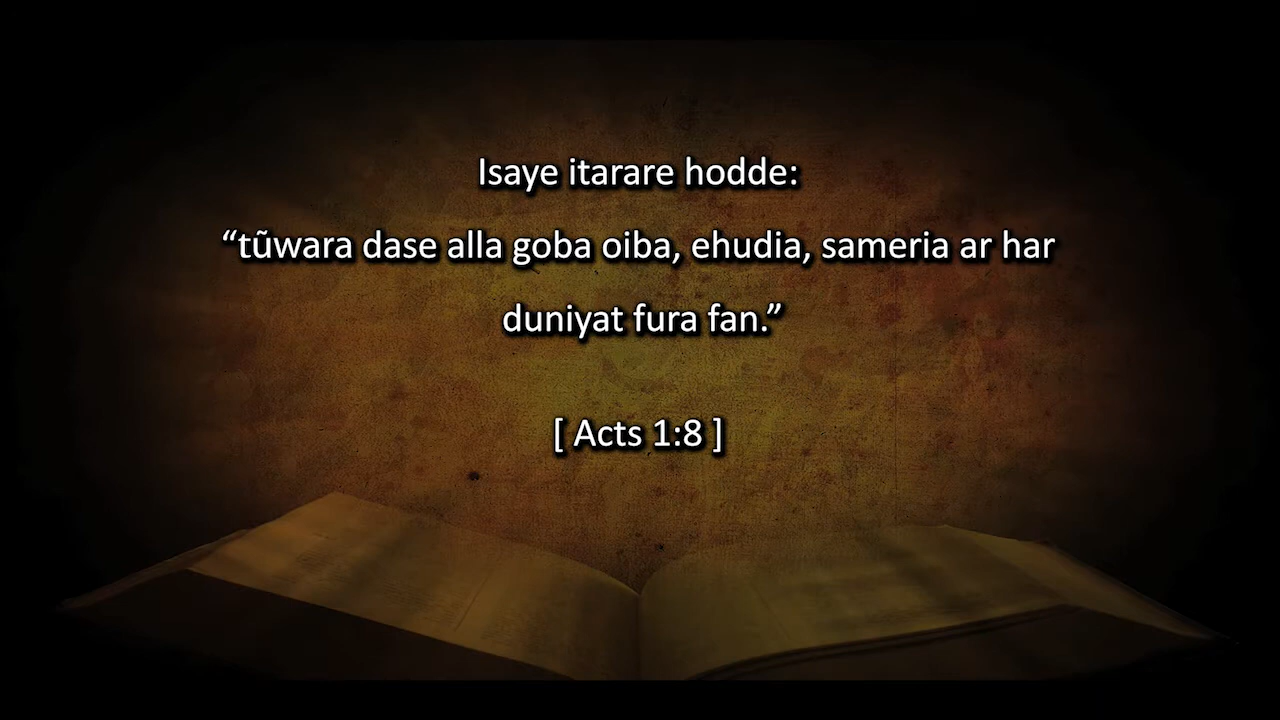 Isaye itarare hodde:
“tũwara dase alla goba oiba, ehudia, sameria ar har
duniyat fura fan.”
[ Acts 1:8 ]